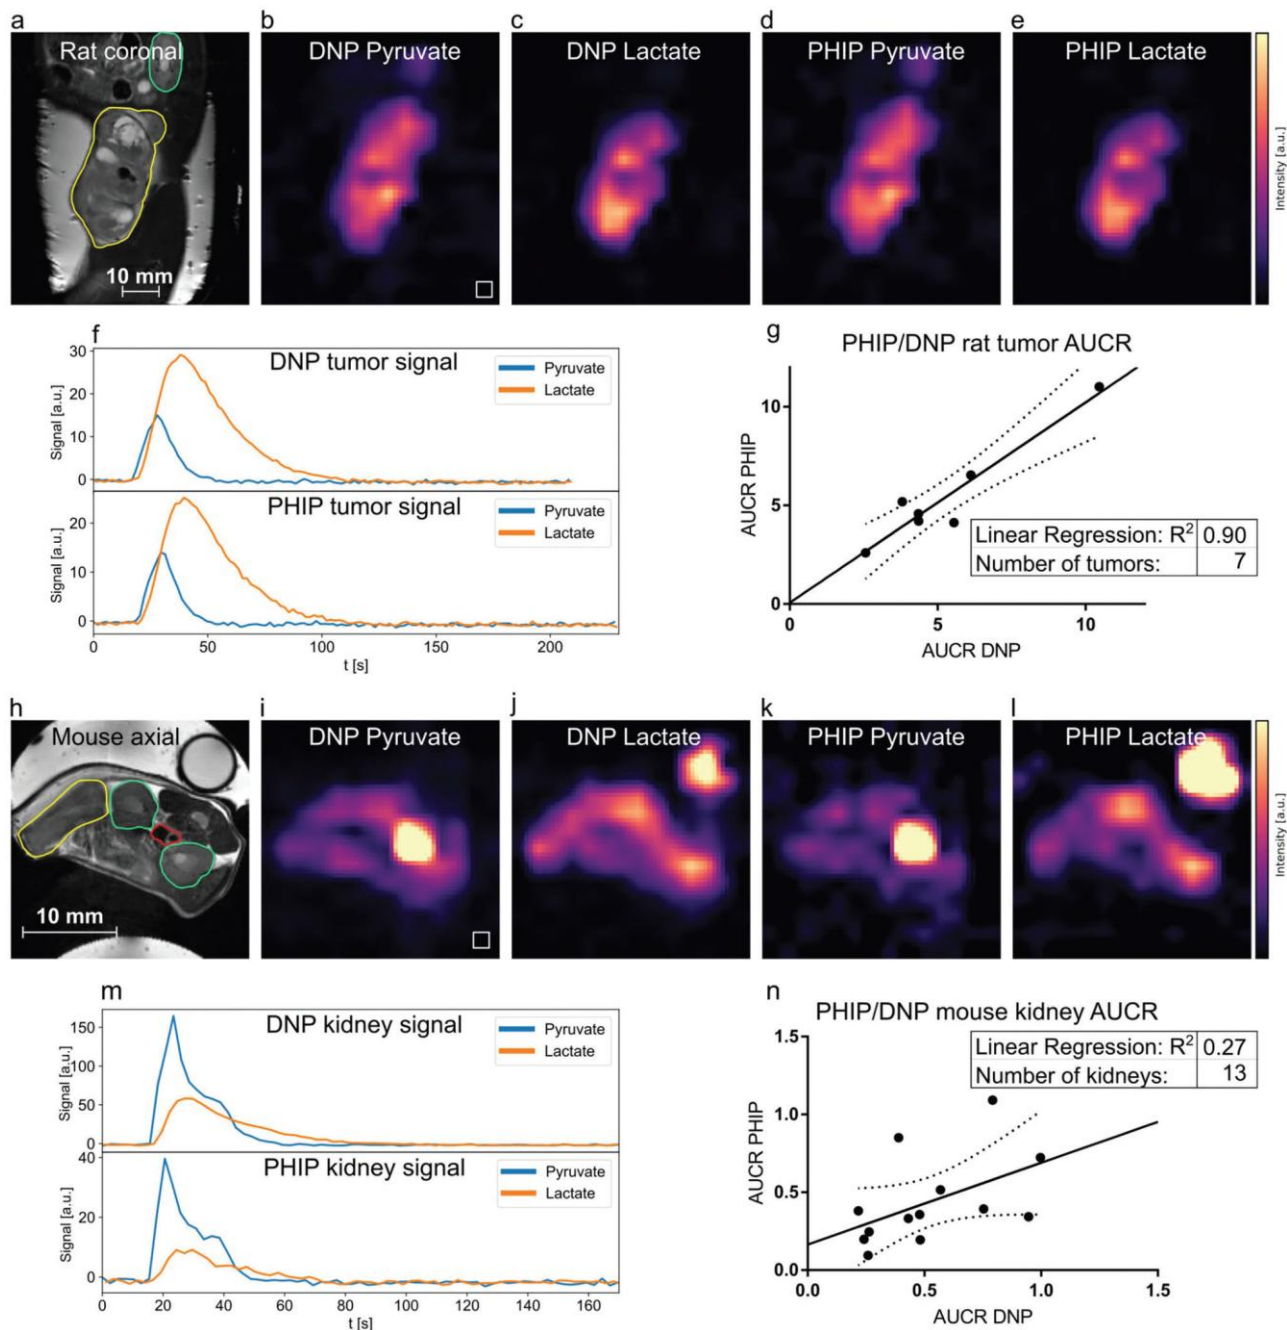 a b c d e
Rat coronal DNP Pyruvate DNP Lactate PHIP Pyruvate PHIP Lactate
10 mm
Intensity [a.u.]
f
DNP tumor signal
Pyruvate
Lactate
Signal [a.u.]
30
20
10
0
PHIP tumor signal
Pyruvate
Lactate
Signal [a.u.]
20
10
0
0 50 100 150 200
t [s]
g
PHIP/DNP rat tumor AUCR
AUCR PHIP
10
5
0
Linear Regression: R² 0.90
Number of tumors: 7
0 5 10
AUCR DNP
h i j k l
Mouse axial DNP Pyruvate DNP Lactate PHIP Pyruvate PHIP Lactate
10 mm
Intensity [a.u.]
m
DNP kidney signal
Pyruvate
Lactate
Signal [a.u.]
150
100
50
0
PHIP kidney signal
Pyruvate
Lactate
Signal [a.u.]
40
20
0
0 20 40 60 80 100 120 140 160
t [s]
n
PHIP/DNP mouse kidney AUCR
AUCR PHIP
1.5
1.0
0.5
0.0
Linear Regression: R² 0.27
Number of kidneys: 13
0.0 0.5 1.0 1.5
AUCR DNP